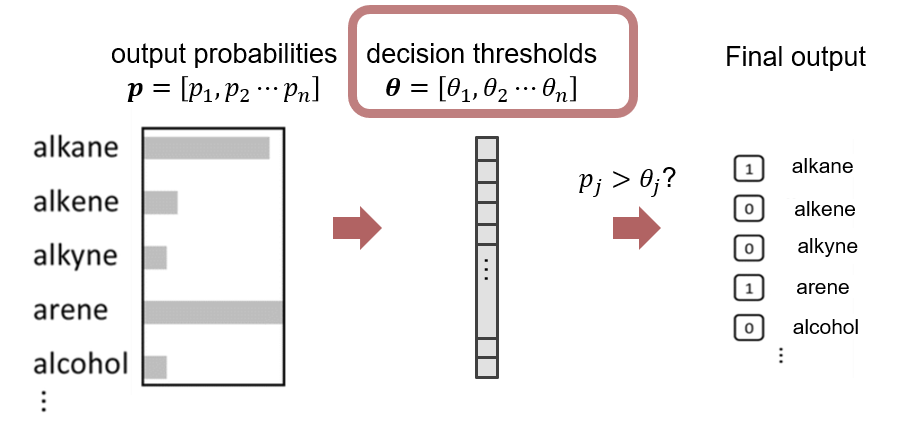 output probabilities
𝒑 = [p₁, p₂ ⋯ pₙ]
decision thresholds
𝜽 = [θ₁, θ₂ ⋯ θₙ]
Final output
alkane
alkene
alkyne
arene
alcohol
⋮
⋮
pⱼ > θⱼ?
1 alkane
0 alkene
0 alkyne
1 arene
0 alcohol
⋮